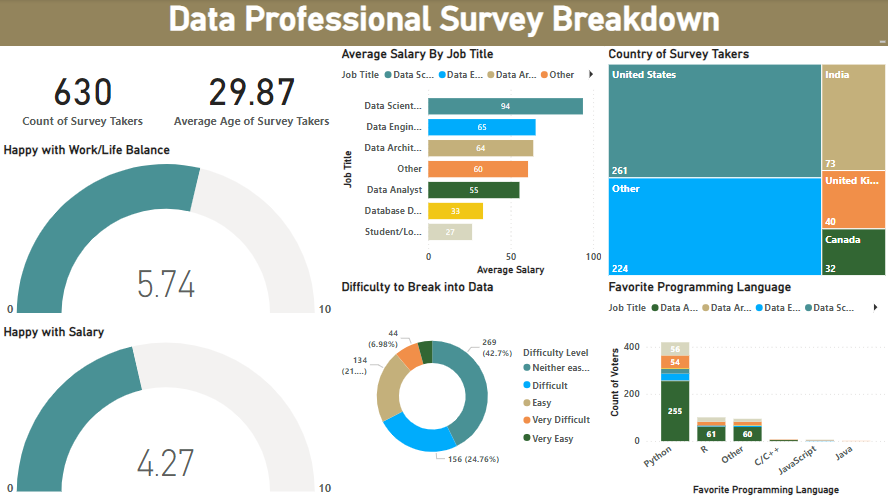 Data Professional Survey Breakdown
630
Count of Survey Takers
29.87
Average Age of Survey Takers
Happy with Work/Life Balance
5.74
0
10
Happy with Salary
4.27
0
10
Average Salary By Job Title
Job Title Data Sc... Data E... Data Ar... Other
Job Title
Data Scient...
94
Data Engin...
65
Data Archit...
64
Other
60
Data Analyst
55
Database D...
33
Student/Lo...
27
0 50 100
Average Salary
Difficulty to Break into Data
44
(6.98%)
134
(21....)
269
(42.7%)
156 (24.76%)
Difficulty Level
Neither eas...
Difficult
Easy
Very Difficult
Very Easy
Country of Survey Takers
United States
261
Other
224
India
73
United Ki...
40
Canada
32
Favorite Programming Language
Job Title Data A... Data Ar... Data E... Data Sc...
Count of Voters
400
200
0
56
54
255
61
60
Python
R
Other
C/C++
JavaScript
Java
Favorite Programming Language